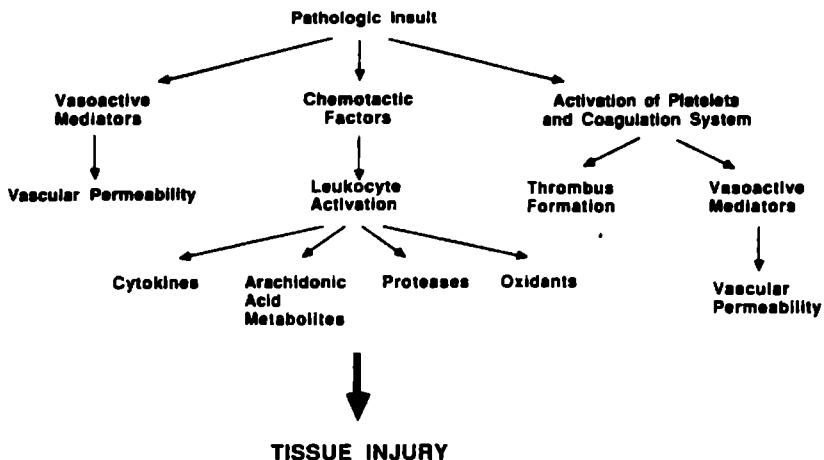 Pathologic Insult
Vasoactive
Mediators
Chemotactic
Factors
Activation of Platelets
and Coagulation System
Vascular Permeability
Leukocyte
Activation
Thrombus
Formation
Vasoactive
Mediators
Cytokines
Arachidonic
Acid
Metabolites
Proteases
Oxidants
Vascular
Permeability
TISSUE INJURY